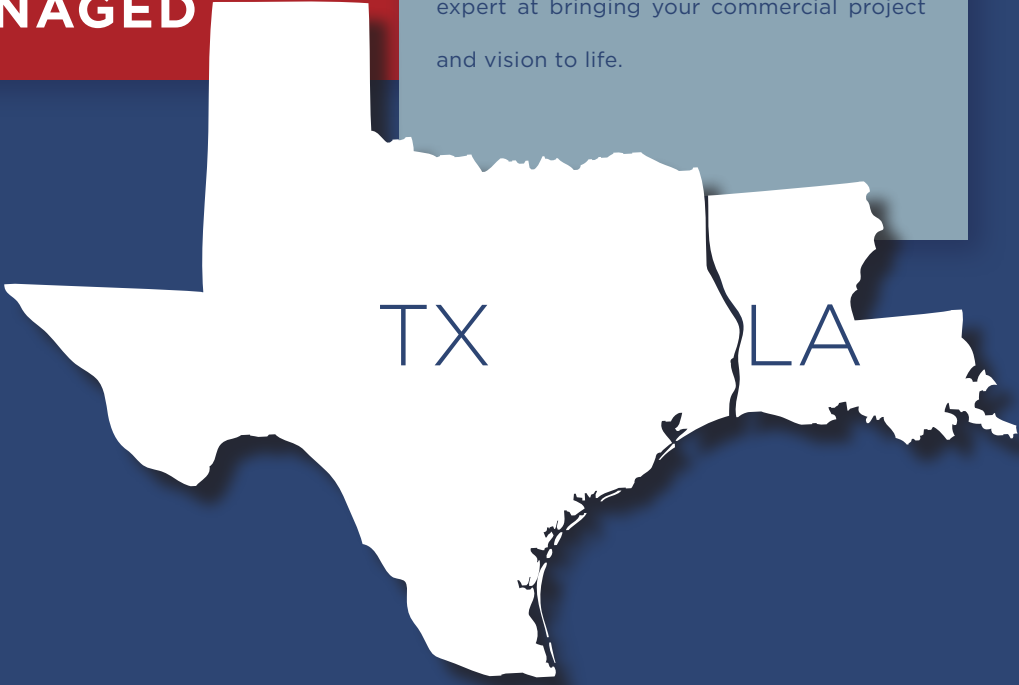 NAGED
expert at bringing your commercial project
and vision to life.
TX
LA